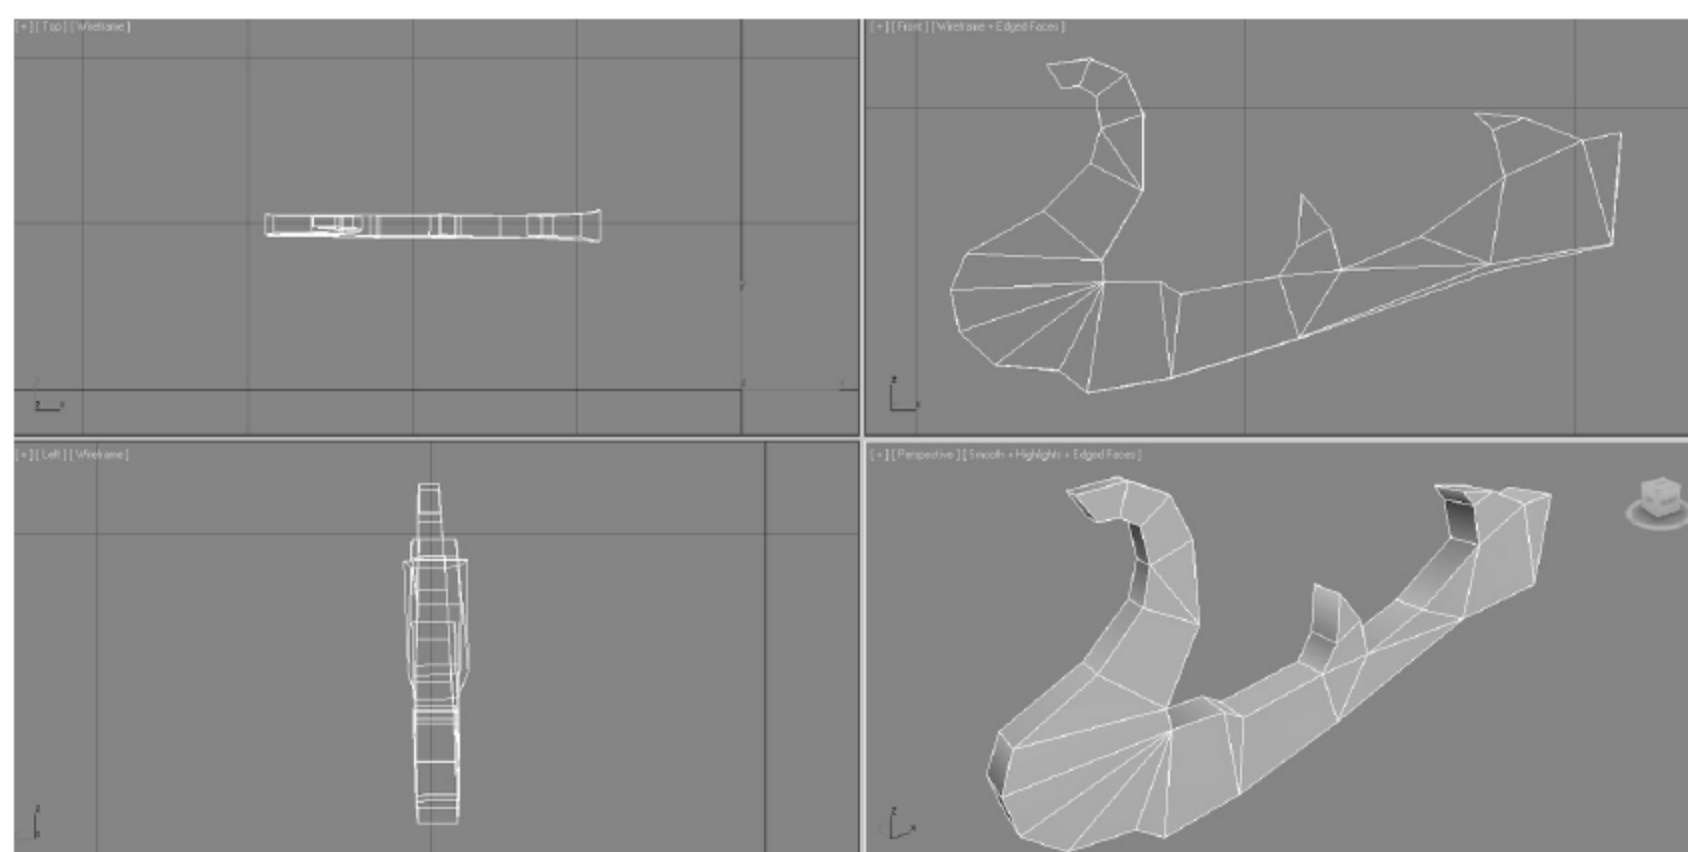 [+][Top][Wireframe]
[+][Front][Wireframe + Edged Faces]
[+][Left][Wireframe]
[+][Perspective][Smooth + Highlights + Edged Faces]